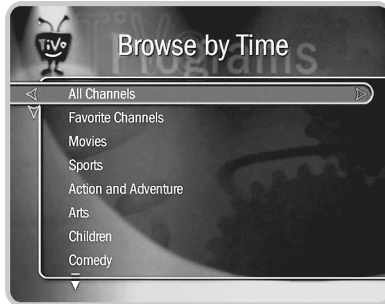 TiVo
Browse by Time
All Channels
Favorite Channels
Movies
Sports
Action and Adventure
Arts
Children
Comedy